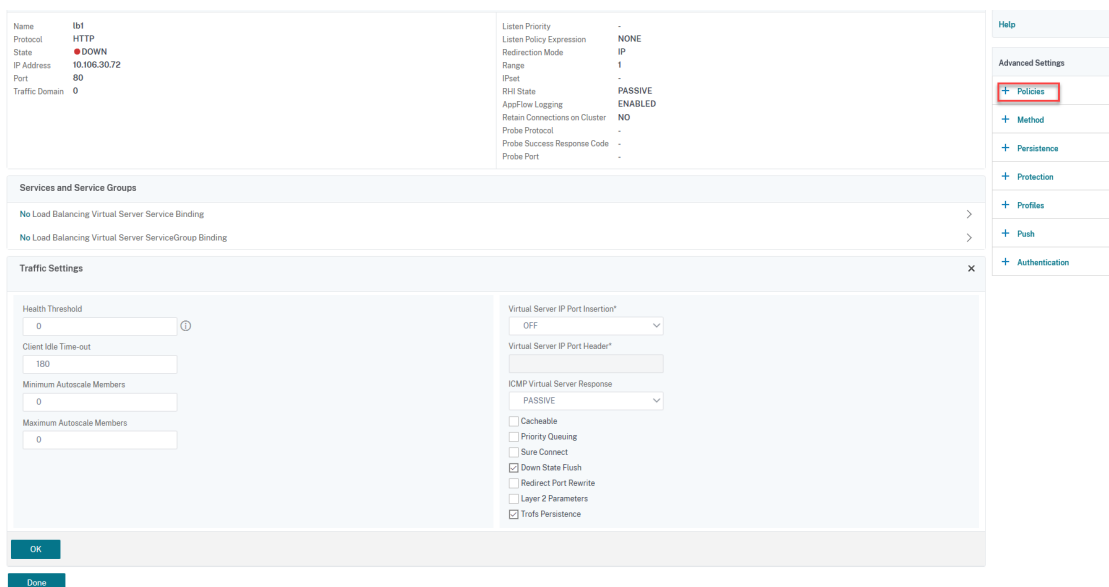 Name lb1
Protocol HTTP
State DOWN
IP Address 10.106.30.72
Port 80
Traffic Domain 0
Listen Priority -
Listen Policy Expression NONE
Redirection Mode IP
Range 1
IPset -
RHI State PASSIVE
AppFlow Logging ENABLED
Retain Connections on Cluster NO
Probe Protocol -
Probe Success Response Code -
Probe Port -
Services and Service Groups
No Load Balancing Virtual Server Service Binding
No Load Balancing Virtual Server ServiceGroup Binding
Traffic Settings
Health Threshold
0
Client Idle Time-out
180
Minimum Autoscale Members
0
Maximum Autoscale Members
0
Virtual Server IP Port Insertion*
OFF
Virtual Server IP Port Header*
ICMP Virtual Server Response
PASSIVE
Cacheable
Priority Queuing
Sure Connect
Down State Flush
Redirect Port Rewrite
Layer 2 Parameters
Trofs Persistence
OK
Done
Help
Advanced Settings
+ Policies
+ Method
+ Persistence
+ Protection
+ Profiles
+ Push
+ Authentication